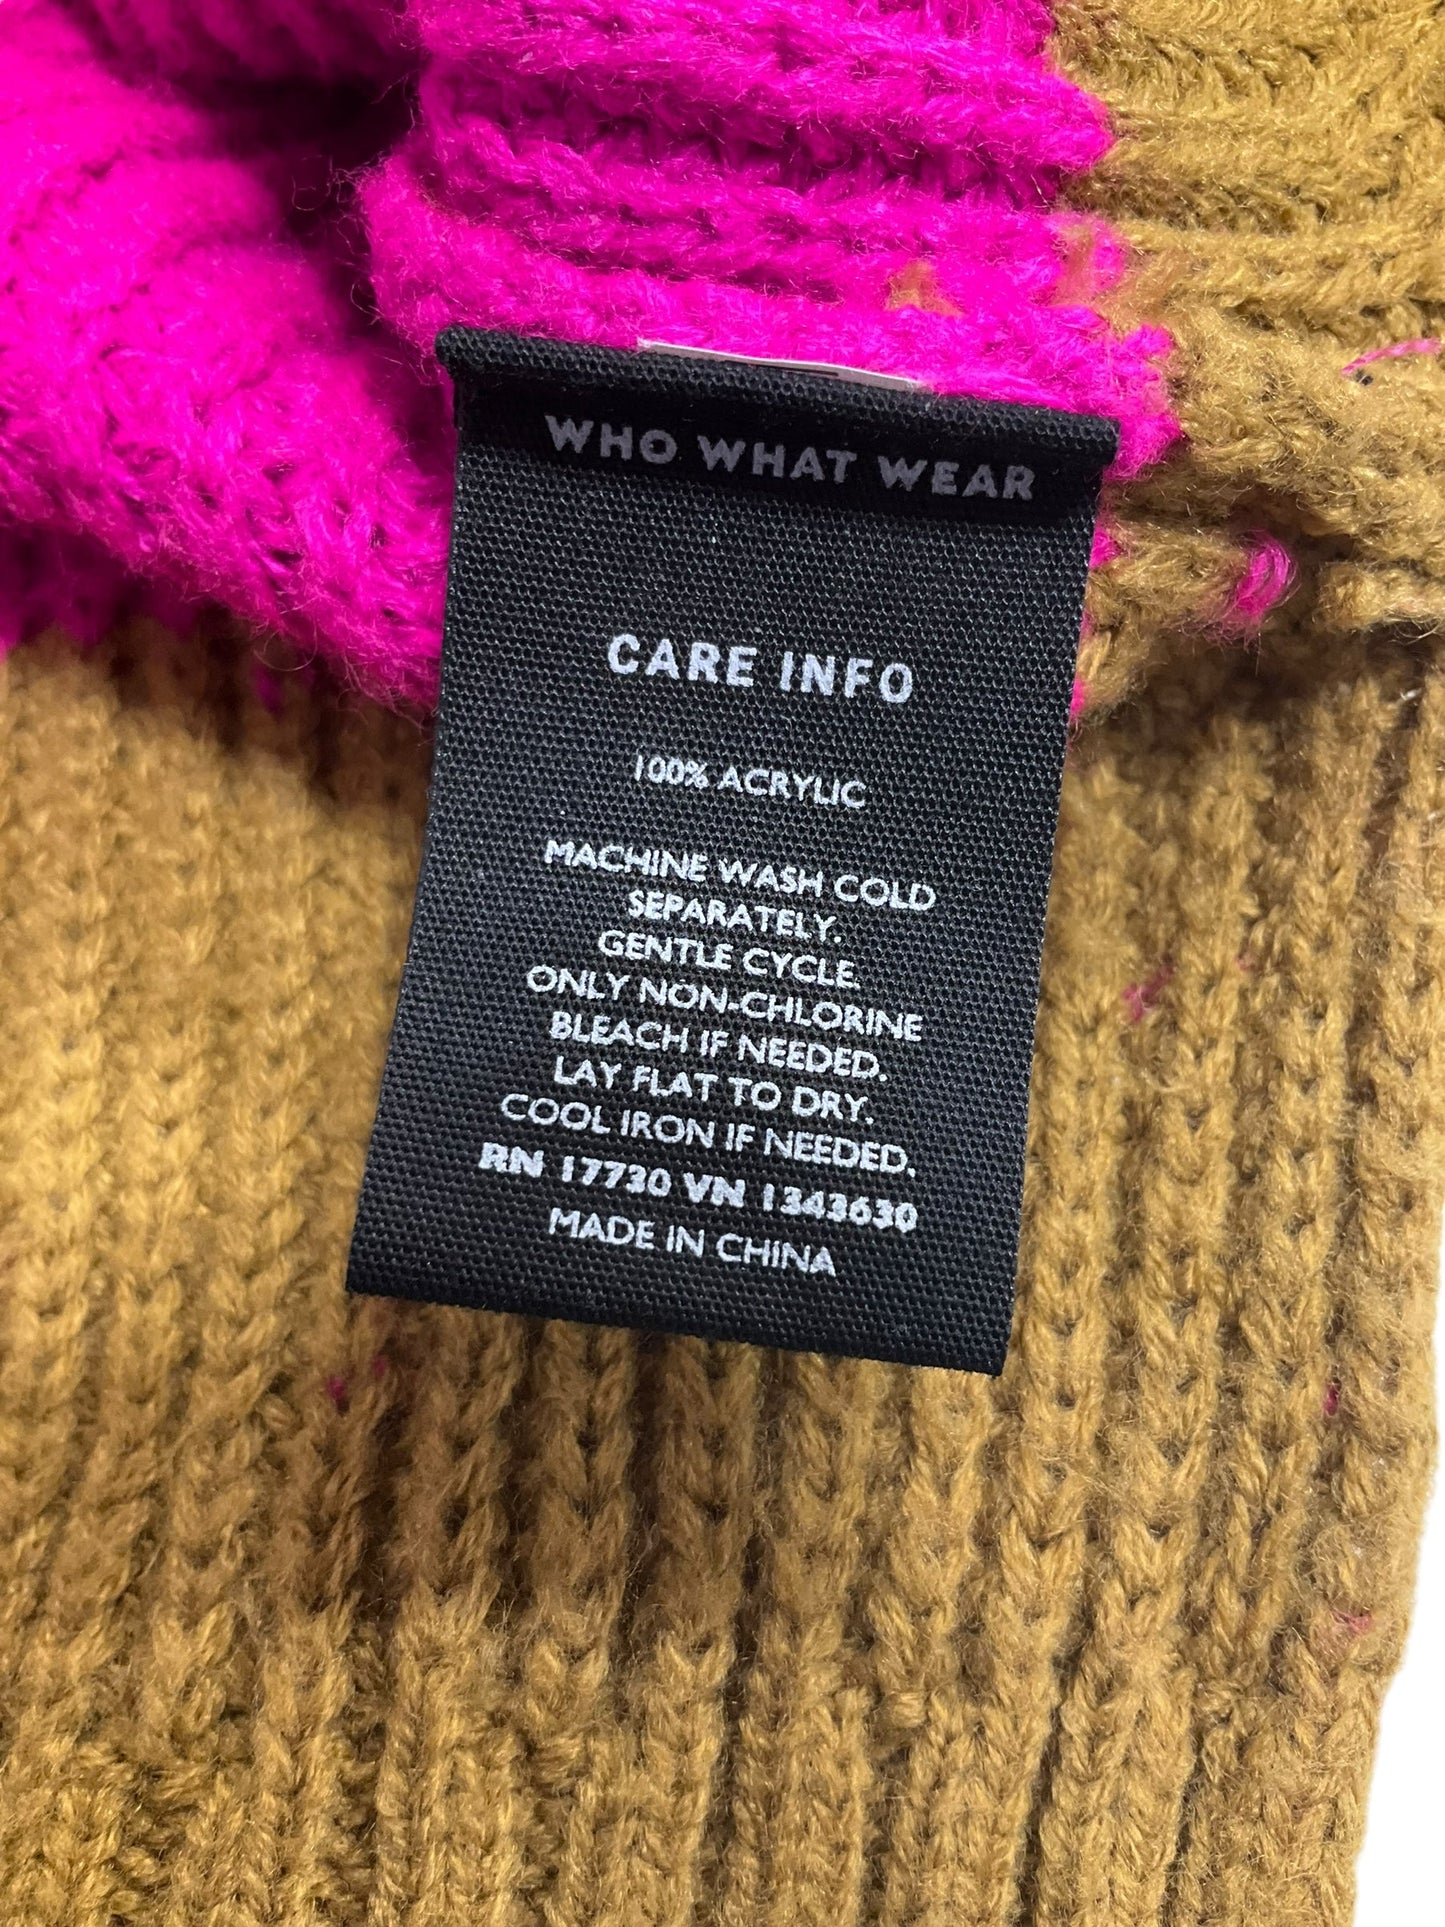 WHO WHAT WEAR
CARE INFO
100% ACRYLIC
MACHINE WASH COLD
SEPARATELY.
GENTLE CYCLE.
ONLY NON-CHLORINE
BLEACH IF NEEDED.
LAY FLAT TO DRY.
COOL IRON IF NEEDED.
RN 17730 VN 1343630
MADE IN CHINA